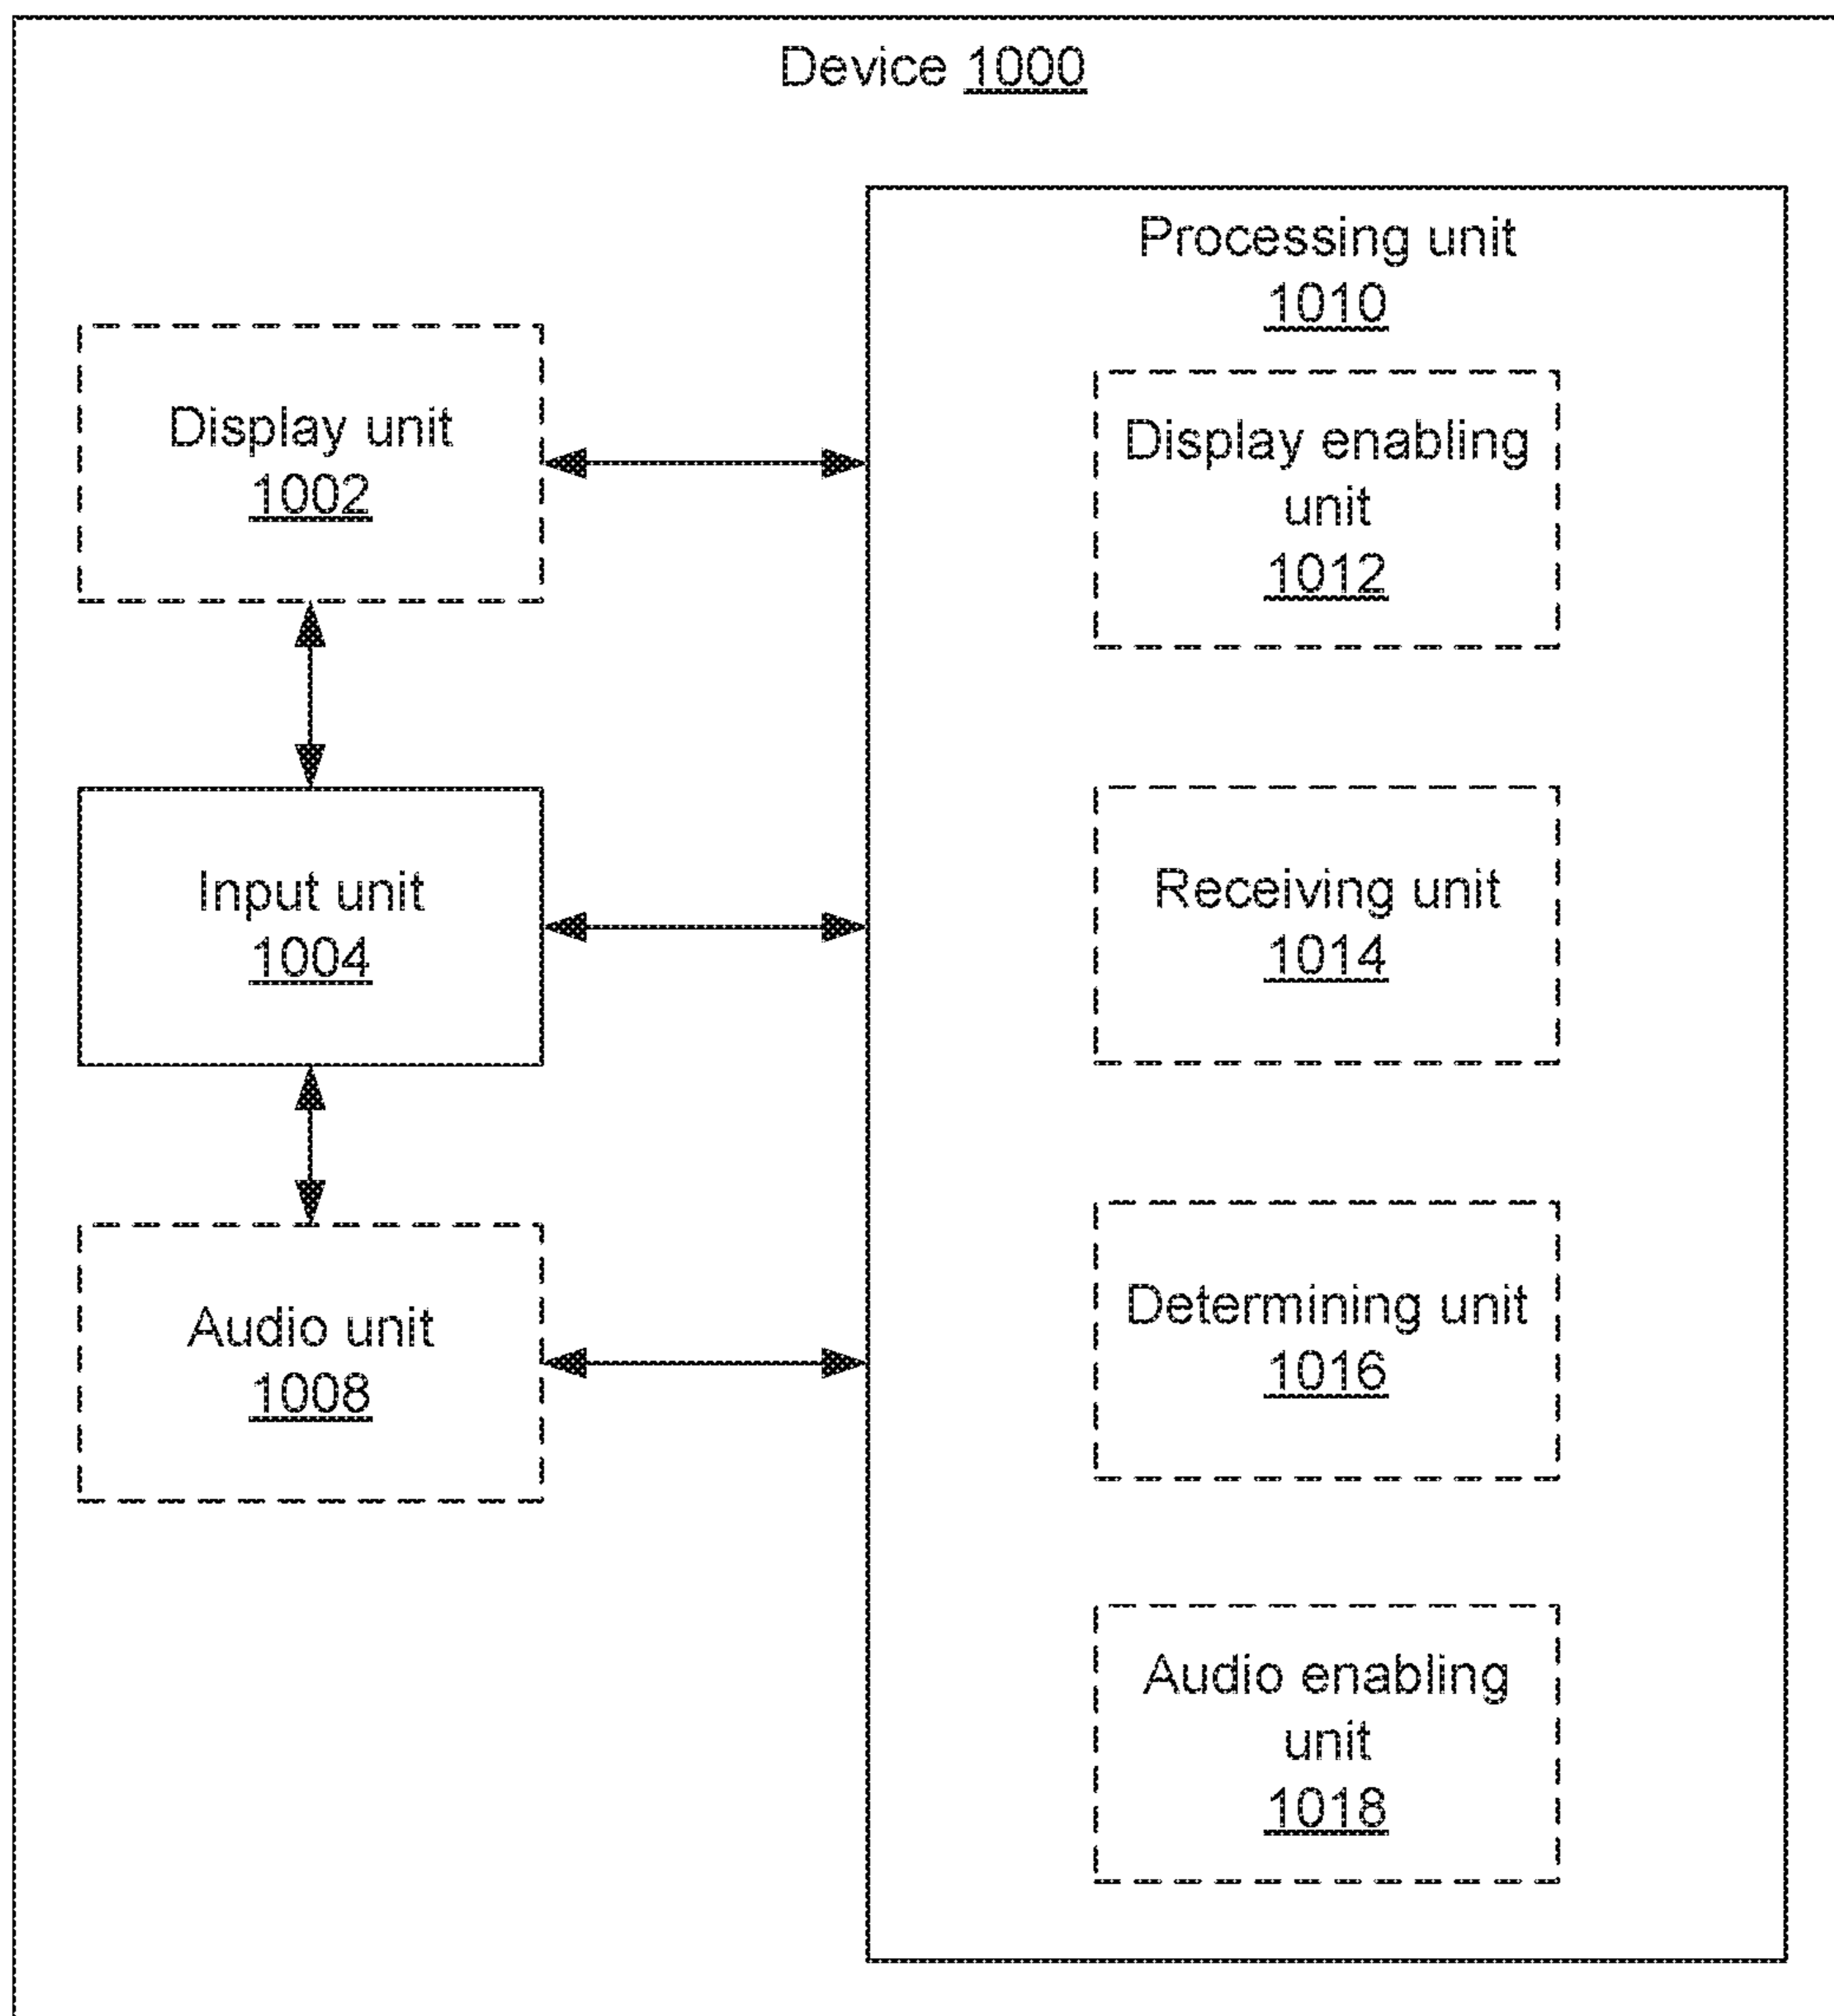 Device 1000
Processing unit
1010
Display unit
1002
Display enabling
unit
1012
Input unit
1004
Receiving unit
1014
Audio unit
1008
Determining unit
1016
Audio enabling
unit
1018